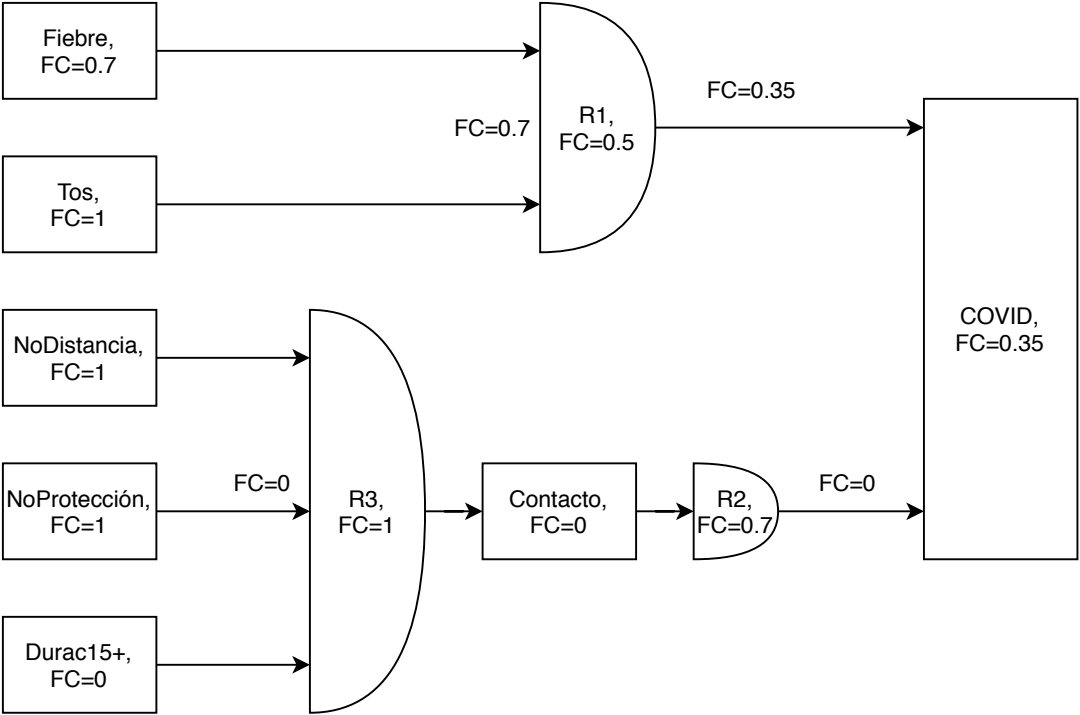 Fiebre,
FC=0.7
FC=0.35
R1,
FC=0.5
FC=0.7
Tos,
FC=1
NoDistancia,
FC=1
COVID,
FC=0.35
NoProtección,
FC=1
FC=0
R3,
FC=1
Contacto,
FC=0
R2,
FC=0.7
FC=0
Durac15+,
FC=0